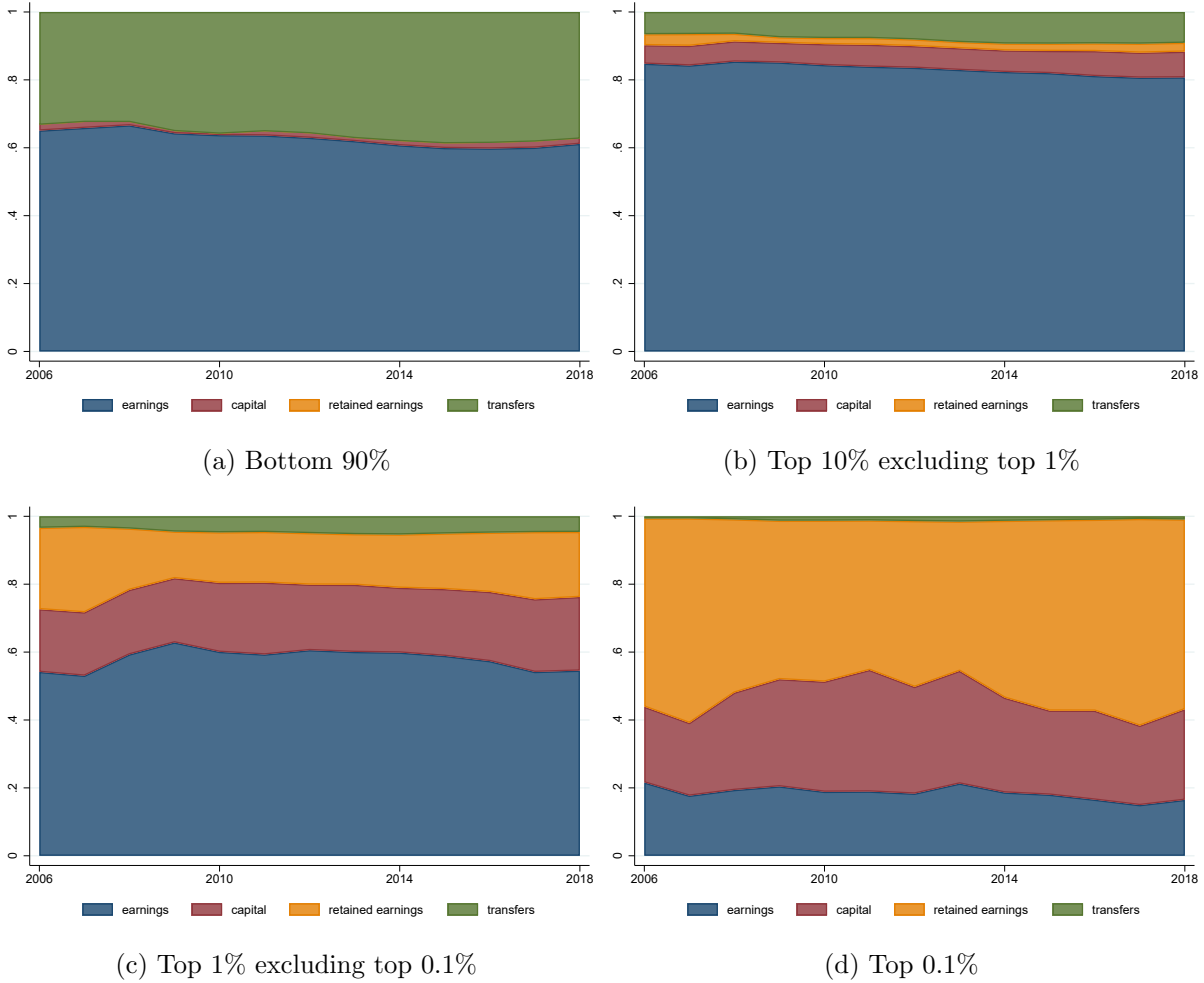 1
.8
.6
.4
.2
0
2006 2010 2014 2018
earnings capital retained earnings transfers
(a) Bottom 90%
1
.8
.6
.4
.2
0
2006 2010 2014 2018
earnings capital retained earnings transfers
(b) Top 10% excluding top 1%
1
.8
.6
.4
.2
0
2006 2010 2014 2018
earnings capital retained earnings transfers
(c) Top 1% excluding top 0.1%
1
.8
.6
.4
.2
0
2006 2010 2014 2018
earnings capital retained earnings transfers
(d) Top 0.1%